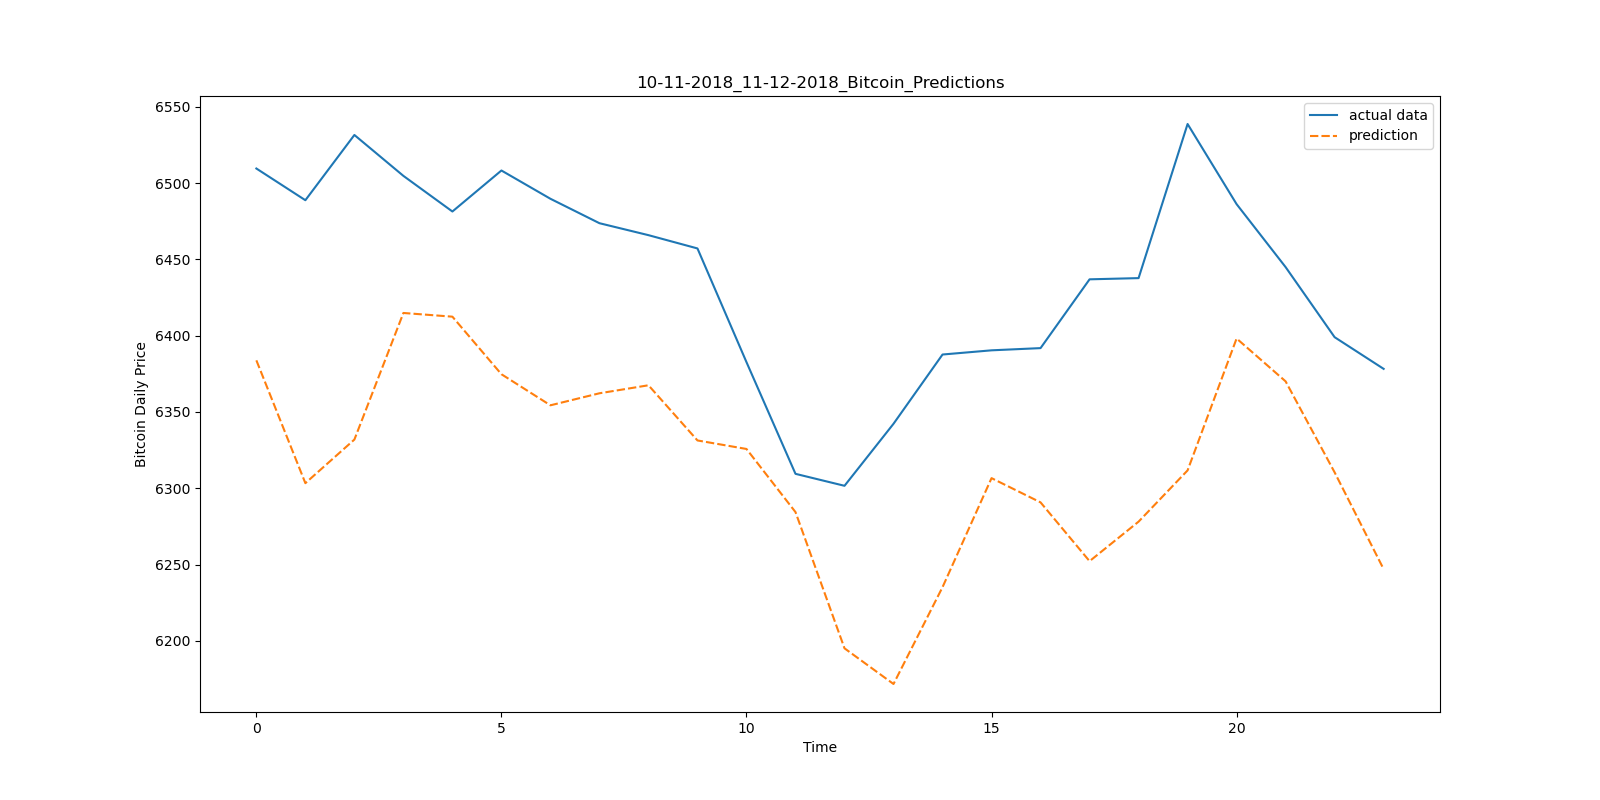 10-11-2018_11-12-2018_Bitcoin_Predictions
actual data
prediction
Bitcoin Daily Price
6550
6500
6450
6400
6350
6300
6250
6200
0 5 10 15 20
Time